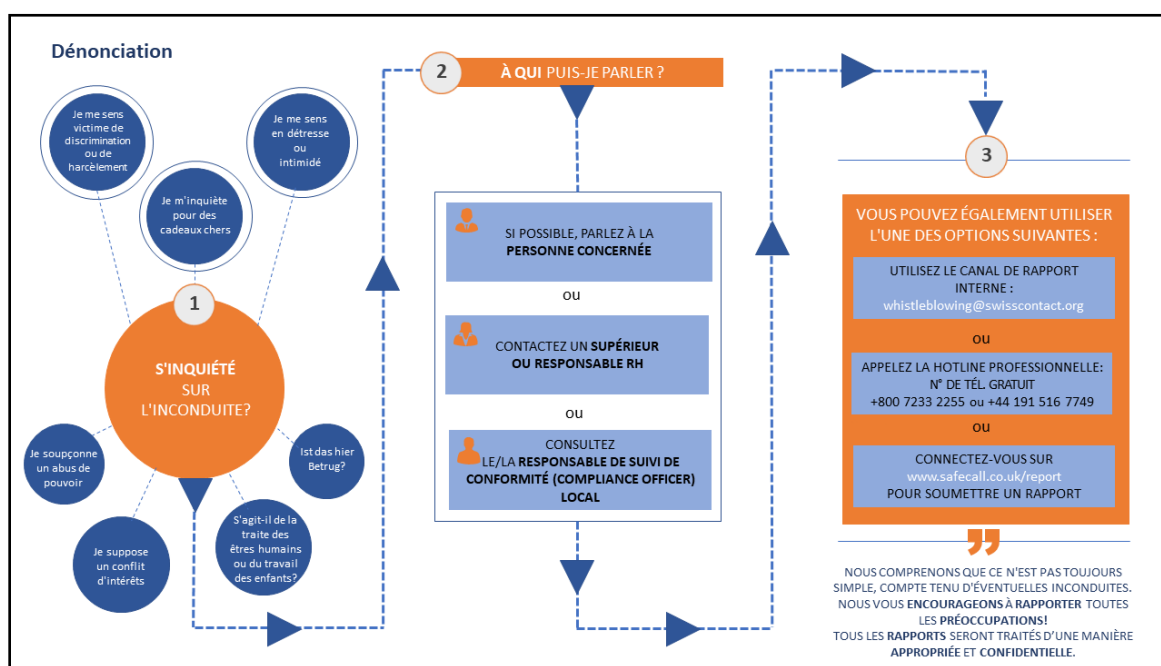 Dénonciation
Je me sens
victime de
discrimination
ou de
harcèlement
Je m'inquiète
pour des
cadeaux chers
Je me sens
en détresse
ou
intimidé
1
S'INQUIÉTÉ
SUR
L'INCONDUITE?
Je soupçonne
un abus de
pouvoir
Je suppose
un conflit
d'intérêts
S'agit-il de la
traite des
êtres humains
ou du travail
des enfants?
Ist das hier
Betrug?
2
À QUI PUIS-JE PARLER ?
SI POSSIBLE, PARLEZ À LA
PERSONNE CONCERNÉE
ou
CONTACTEZ UN SUPÉRIEUR
OU RESPONSABLE RH
ou
CONSULTEZ
LE/LA RESPONSABLE DE SUIVI DE
CONFORMITÉ (COMPLIANCE OFFICER)
LOCAL
3
VOUS POUVEZ ÉGALEMENT UTILISER
L'UNE DES OPTIONS SUIVANTES :
UTILISEZ LE CANAL DE RAPPORT
INTERNE :
whistleblowing@swisscontact.org
ou
APPELEZ LA HOTLINE PROFESSIONNELLE:
N° DE TÉL. GRATUIT
+800 7233 2255 ou +44 191 516 7749
ou
CONNECTEZ-VOUS SUR
www.safecall.co.uk/report
POUR SOUMETTRE UN RAPPORT
NOUS COMPRENONS QUE CE N'EST PAS TOUJOURS
SIMPLE, COMPTE TENU D'ÉVENTUELLES INCONDUITES.
NOUS VOUS ENCOURAGEONS À RAPPORTER TOUTES
LES PRÉOCCUPATIONS!
TOUS LES RAPPORTS SERONT TRAITÉS D'UNE MANIÈRE
APPROPRIÉE ET CONFIDENTIELLE.